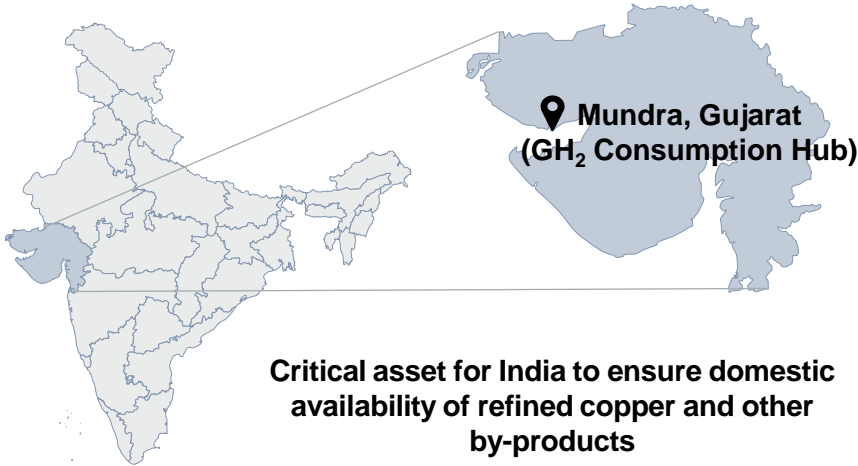 Mundra, Gujarat
(GH₂ Consumption Hub)
Critical asset for India to ensure domestic
availability of refined copper and other
by-products